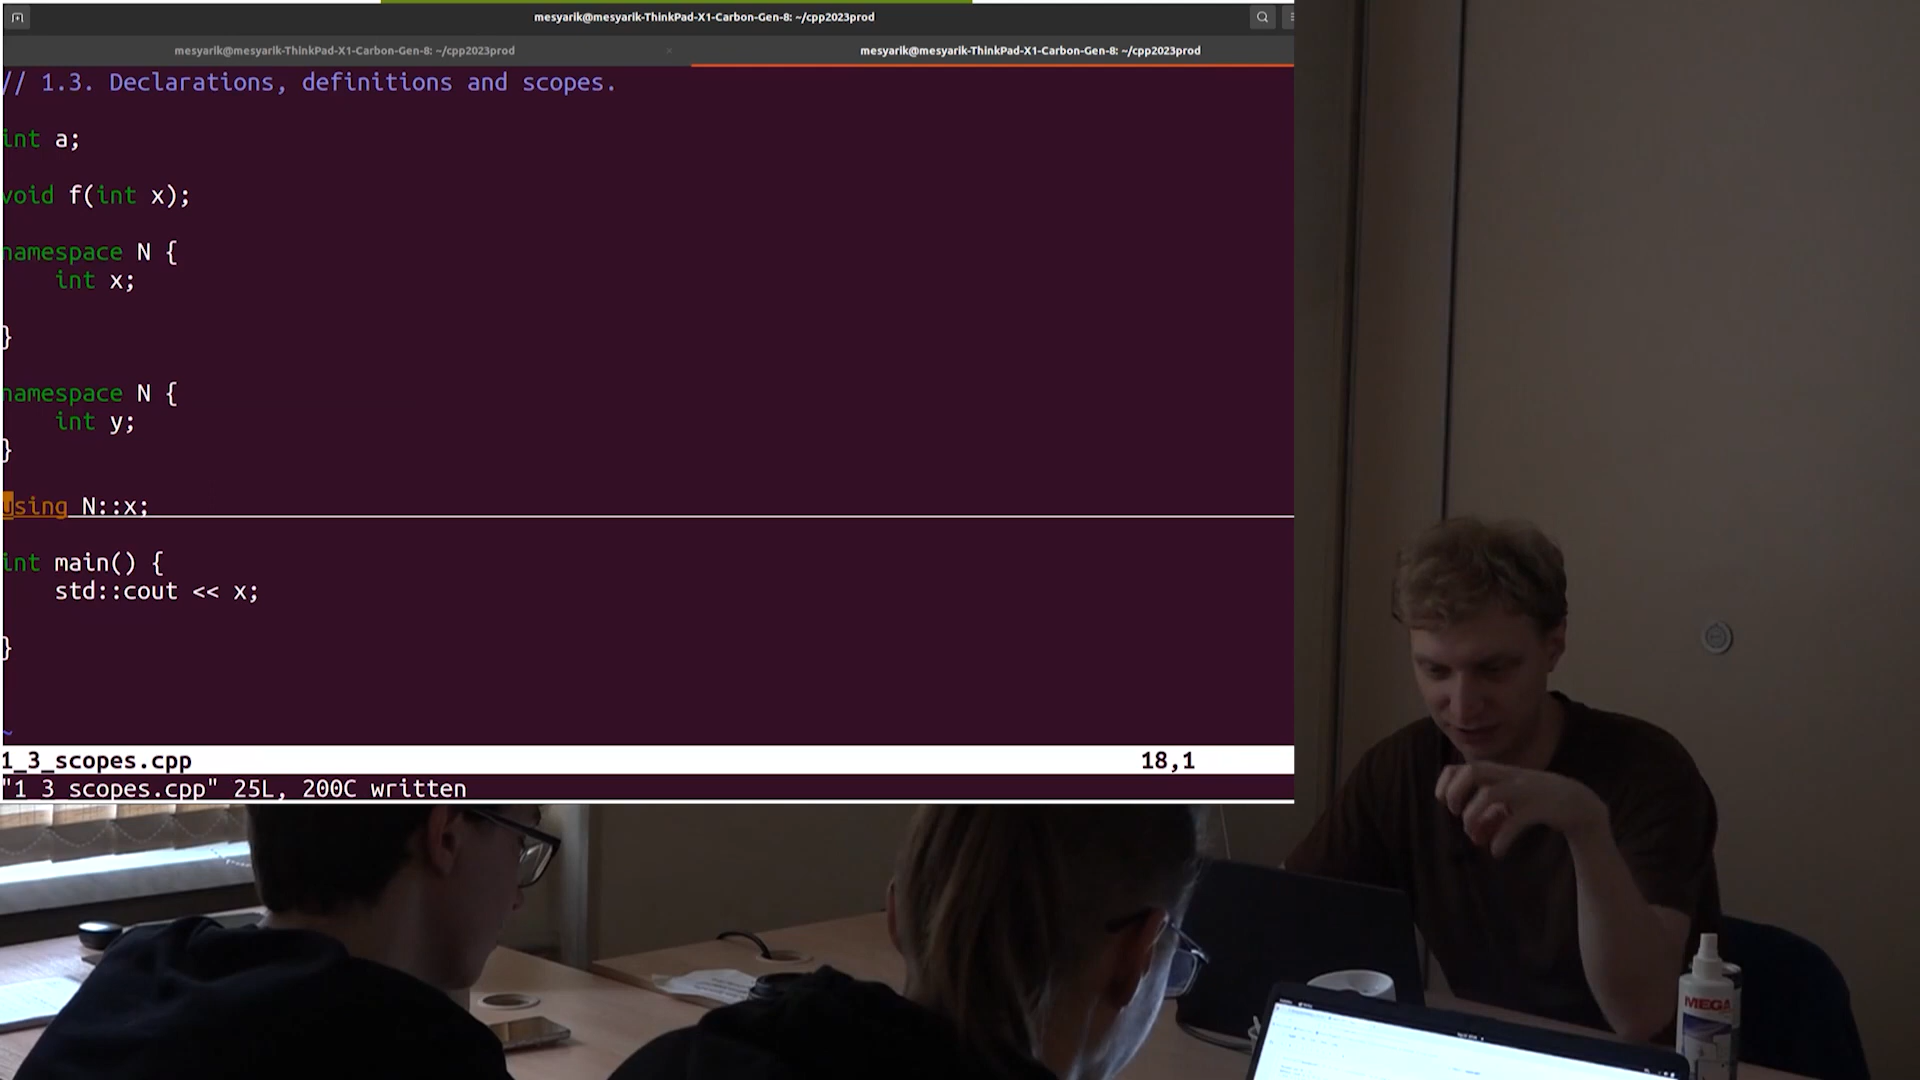 mesyarik@mesyarik-ThinkPad-X1-Carbon-Gen-8: ~/cpp2023prod
mesyarik@mesyarik-ThinkPad-X1-Carbon-Gen-8: ~/cpp2023prod
mesyarik@mesyarik-ThinkPad-X1-Carbon-Gen-8: ~/cpp2023prod
// 1.3. Declarations, definitions and scopes.
int a;
void f(int x);
namespace N {
int x;
}
namespace N {
int y;
}
using N::x;
int main() {
std::cout << x;
}
~
1_3_scopes.cpp 18,1
"1_3_scopes.cpp" 25L, 200C written
MEGA